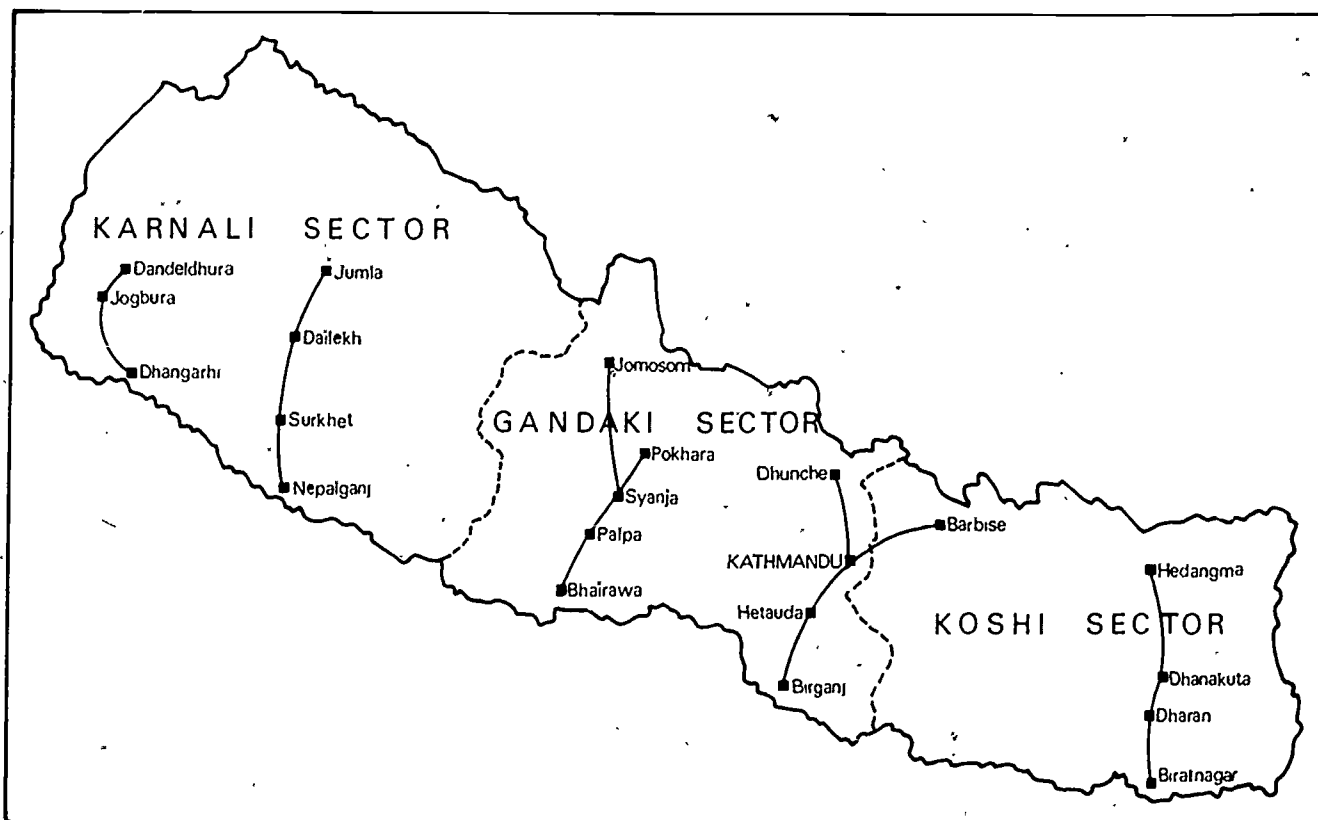 KARNALI SECTOR
Dandeldhura
Jumla
Jogbura
Dailekh
Dhangarhi
Jomosom
Surkhet
GANDAKI SECTOR
Pokhara
Dhunche
Nepalganj
Syanja
Barbise
Palpa
KATHMANDU
Hedangma
Bhairawa
Hetauda
KOSHI SECTOR
Dhanakuta
Birganj
Dharan
Biratnagar